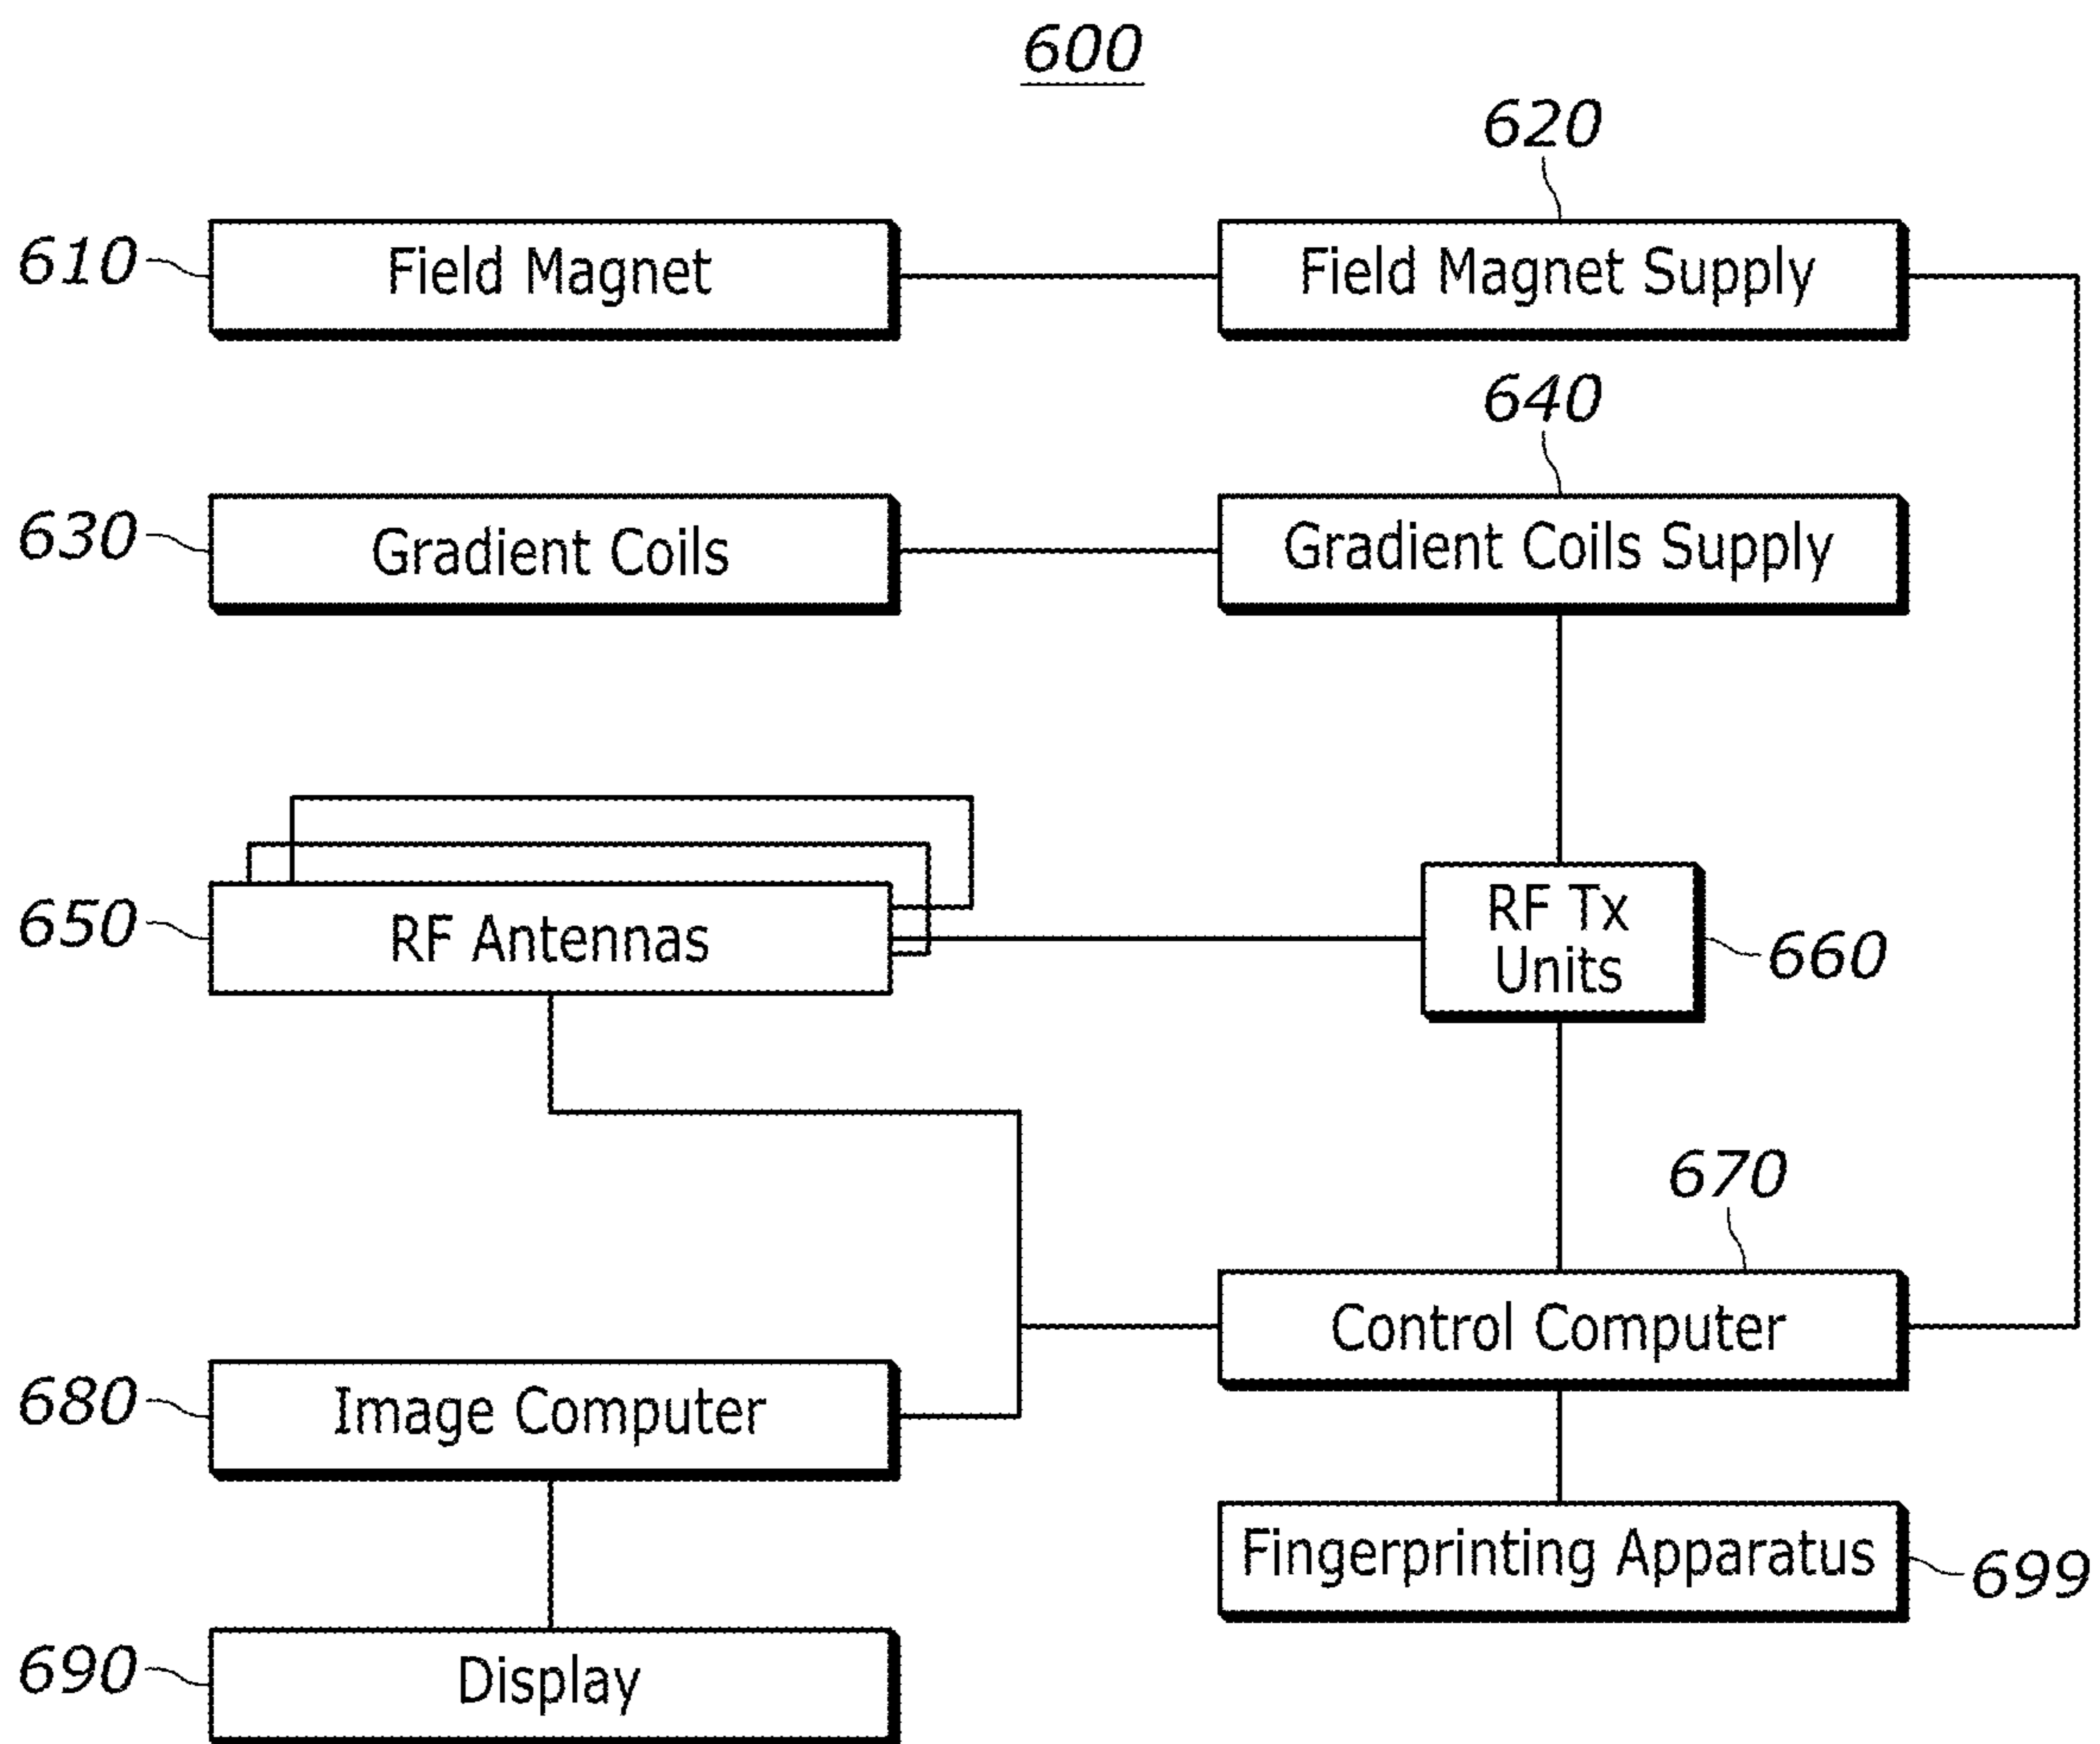 600
620
610
Field Magnet
Field Magnet Supply
640
630
Gradient Coils
Gradient Coils Supply
650
RF Antennas
RF Tx
Units
660
670
Control Computer
680
Image Computer
Fingerprinting Apparatus
699
690
Display